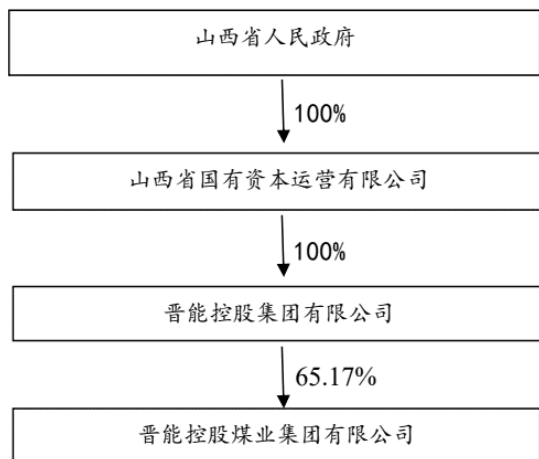 山西省人民政府
100%
山西省国有资本运营有限公司
100%
晋能控股集团有限公司
65.17%
晋能控股煤业集团有限公司